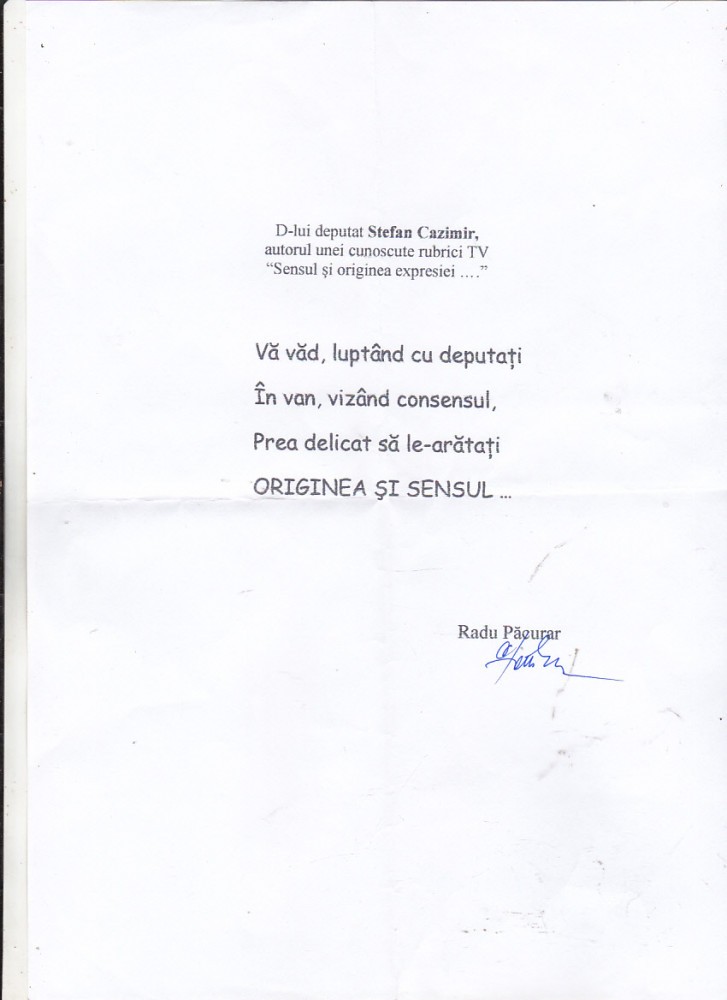 D-lui deputat Stefan Cazimir,
autorul unei cunoscute rubrici TV
“Sensul și originea expresiei ….”
Vă văd, luptând cu deputați
În van, vizând consensul,
Prea delicat să le-arătați
ORIGINEA ȘI SENSUL ...
Radu Păcurar